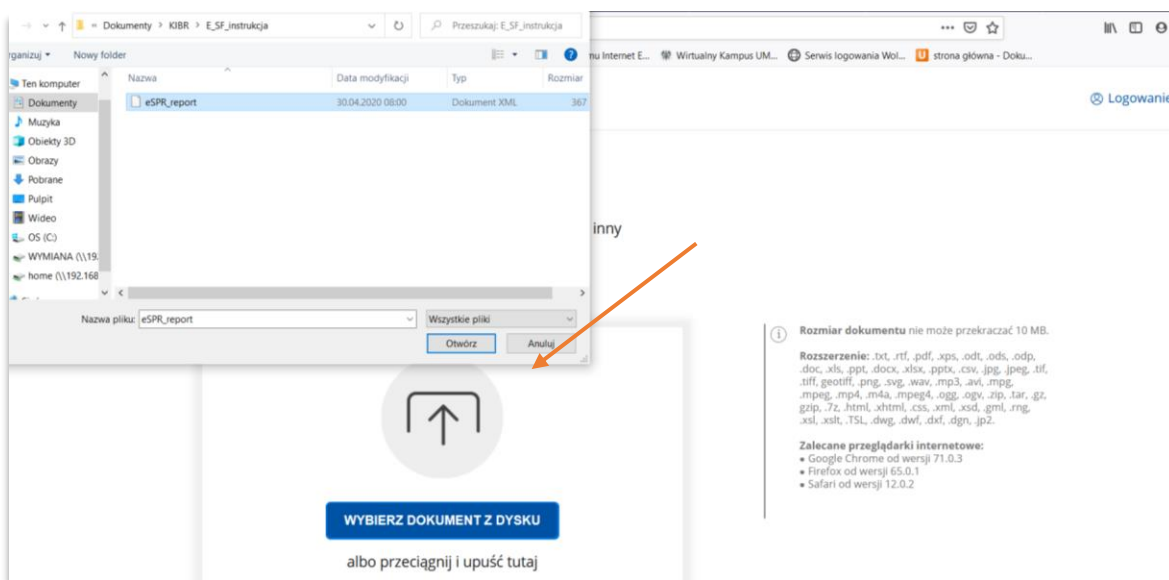 Dokumenty > KIBR > E_SF_instrukcja
Przeszukaj: E_SF_instrukcja
rganizuj
Nowy folder
nu Internet E...
Wirtualny Kampus UM...
Serwis logowania Wol...
strona główna - Doku...
Ten komputer
Dokumenty
Muzyka
Obiekty 3D
Obrazy
Pobrane
Pulpit
Wideo
OS (C:)
WYMIANA (\\19.
home (\\192.168
Nazwa
Data modyfikacji
Typ
Rozmiar
eSPR_report
30.04.2020 08:00
Dokument XML
367
Nazwa pliku: eSPR_report
Wszystkie pliki
Otwórz
Anuluj
Logowanie
inny
WYBIERZ DOKUMENT Z DYSKU
albo przeciągnij i upuść tutaj
Rozmiar dokumentu nie może przekraczać 10 MB.
Rozszerzenie: .txt, .rtf, .pdf, .xps, .odt, .ods, .odp,
.doc, .xls, .ppt, .docx, .xlsx, .pptx, .csv, .jpg, .jpeg, .tif,
.tiff, geotiff, .png, .svg, .wav, .mp3, .avi, .mpg,
.mpeg, .mp4, .m4a, .mpeg4, .ogg, .ogv, .zip, .tar, .gz,
gzip, .7z, .html, .xhtml, .css, .xml, .xsd, .gml, .rng,
.xsl, .xslt, .TSL, .dwg, .dwf, .dxf, .dgn, .jp2.
Zalecane przeglądarki internetowe:
• Google Chrome od wersji 71.0.3
• Firefox od wersji 65.0.1
• Safari od wersji 12.0.2